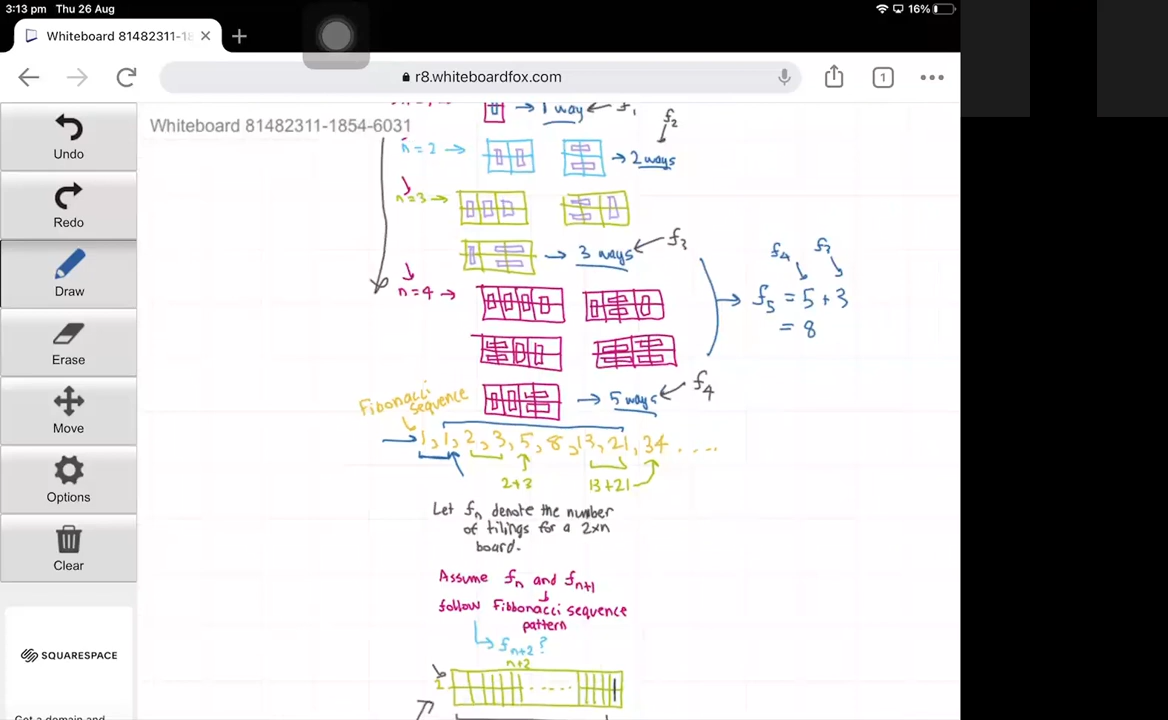 3:13 pm Thu 26 Aug
16%
Whiteboard 81482311-18
r8.whiteboardfox.com
1
Whiteboard 81482311-1854-6031
Undo
Redo
Draw
Erase
Move
Options
Clear
SQUARESPACE
→ 1 way ← f₁
f₂
n=2 →
→ 2 ways
n=3 →
→ 3 ways ← f₃
n=4 →
→ 5 ways ← f₄
f₄ f₃
→ f₅ = 5 + 3
= 8
Fibonacci
sequence
→ 1, 1, 2, 3, 5, 8, 13, 21, 34 .....
2+3
13+21
Let fₙ denote the number
of tilings for a 2xn
board.
Assume fₙ and fₙ₊₁
follow Fibbonacci sequence
pattern
↳ fₙ₊₂?
n+2
2